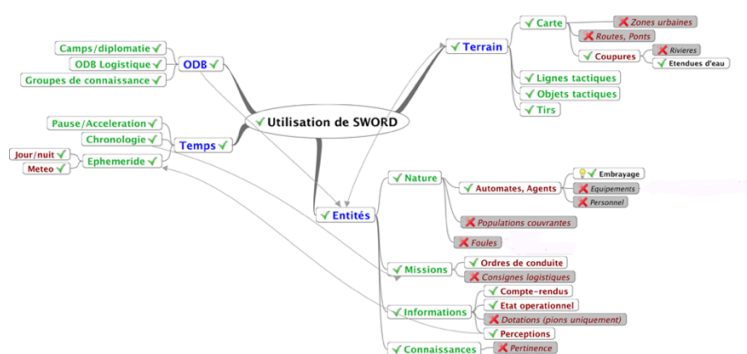 Utilisation de SWORD
ODB
Camps/diplomatie
ODB Logistique
Groupes de connaissance
Temps
Pause/Acceleration
Chronologie
Ephemeride
Jour/nuit
Meteo
Terrain
Carte
Zones urbaines
Routes, Ponts
Coupures
Rivieres
Etendues d'eau
Lignes tactiques
Objets tactiques
Tirs
Entités
Nature
Automates, Agents
Embrayage
Equipements
Personnel
Populations couvrantes
Foules
Missions
Ordres de conduite
Consignes logistiques
Informations
Compte-rendus
Etat operationnel
Dotations (pions uniquement)
Perceptions
Connaissances
Pertinence